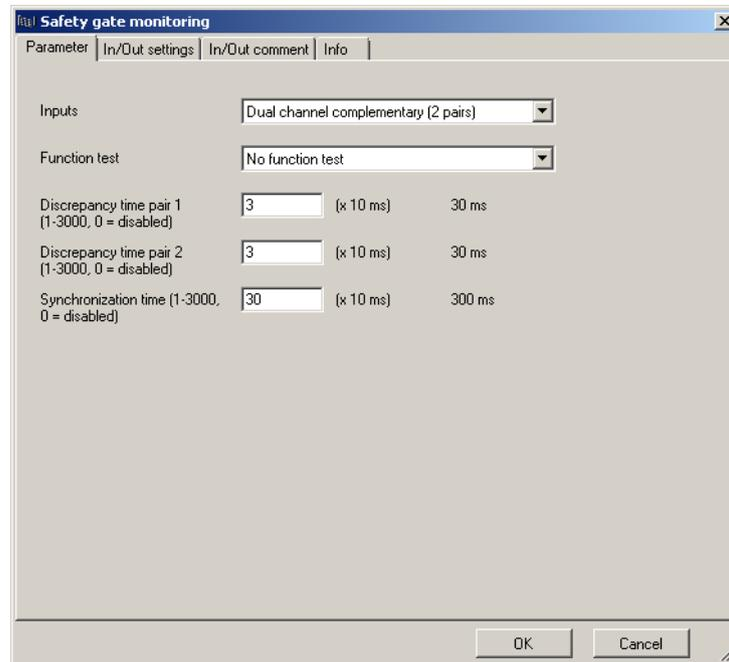 Safety gate monitoring
Parameter In/Out settings In/Out comment Info
Inputs Dual channel complementary (2 pairs)
Function test No function test
Discrepancy time pair 1
(1-3000, 0 = disabled) 3 (x 10 ms) 30 ms
Discrepancy time pair 2
(1-3000, 0 = disabled) 3 (x 10 ms) 30 ms
Synchronization time (1-3000,
0 = disabled) 30 (x 10 ms) 300 ms
OK Cancel